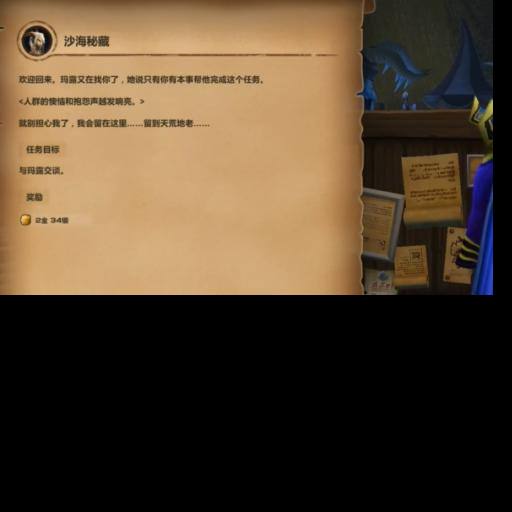 沙海秘藏
欢迎回来。玛露又在找你了，她说只有你有本事帮他完成这个任务。
<人群的懊恼和抱怨声越发响亮。>
就别担心我了，我会留在这里……留到天荒地老……
任务目标
与玛露交谈。
奖励
2金 34银